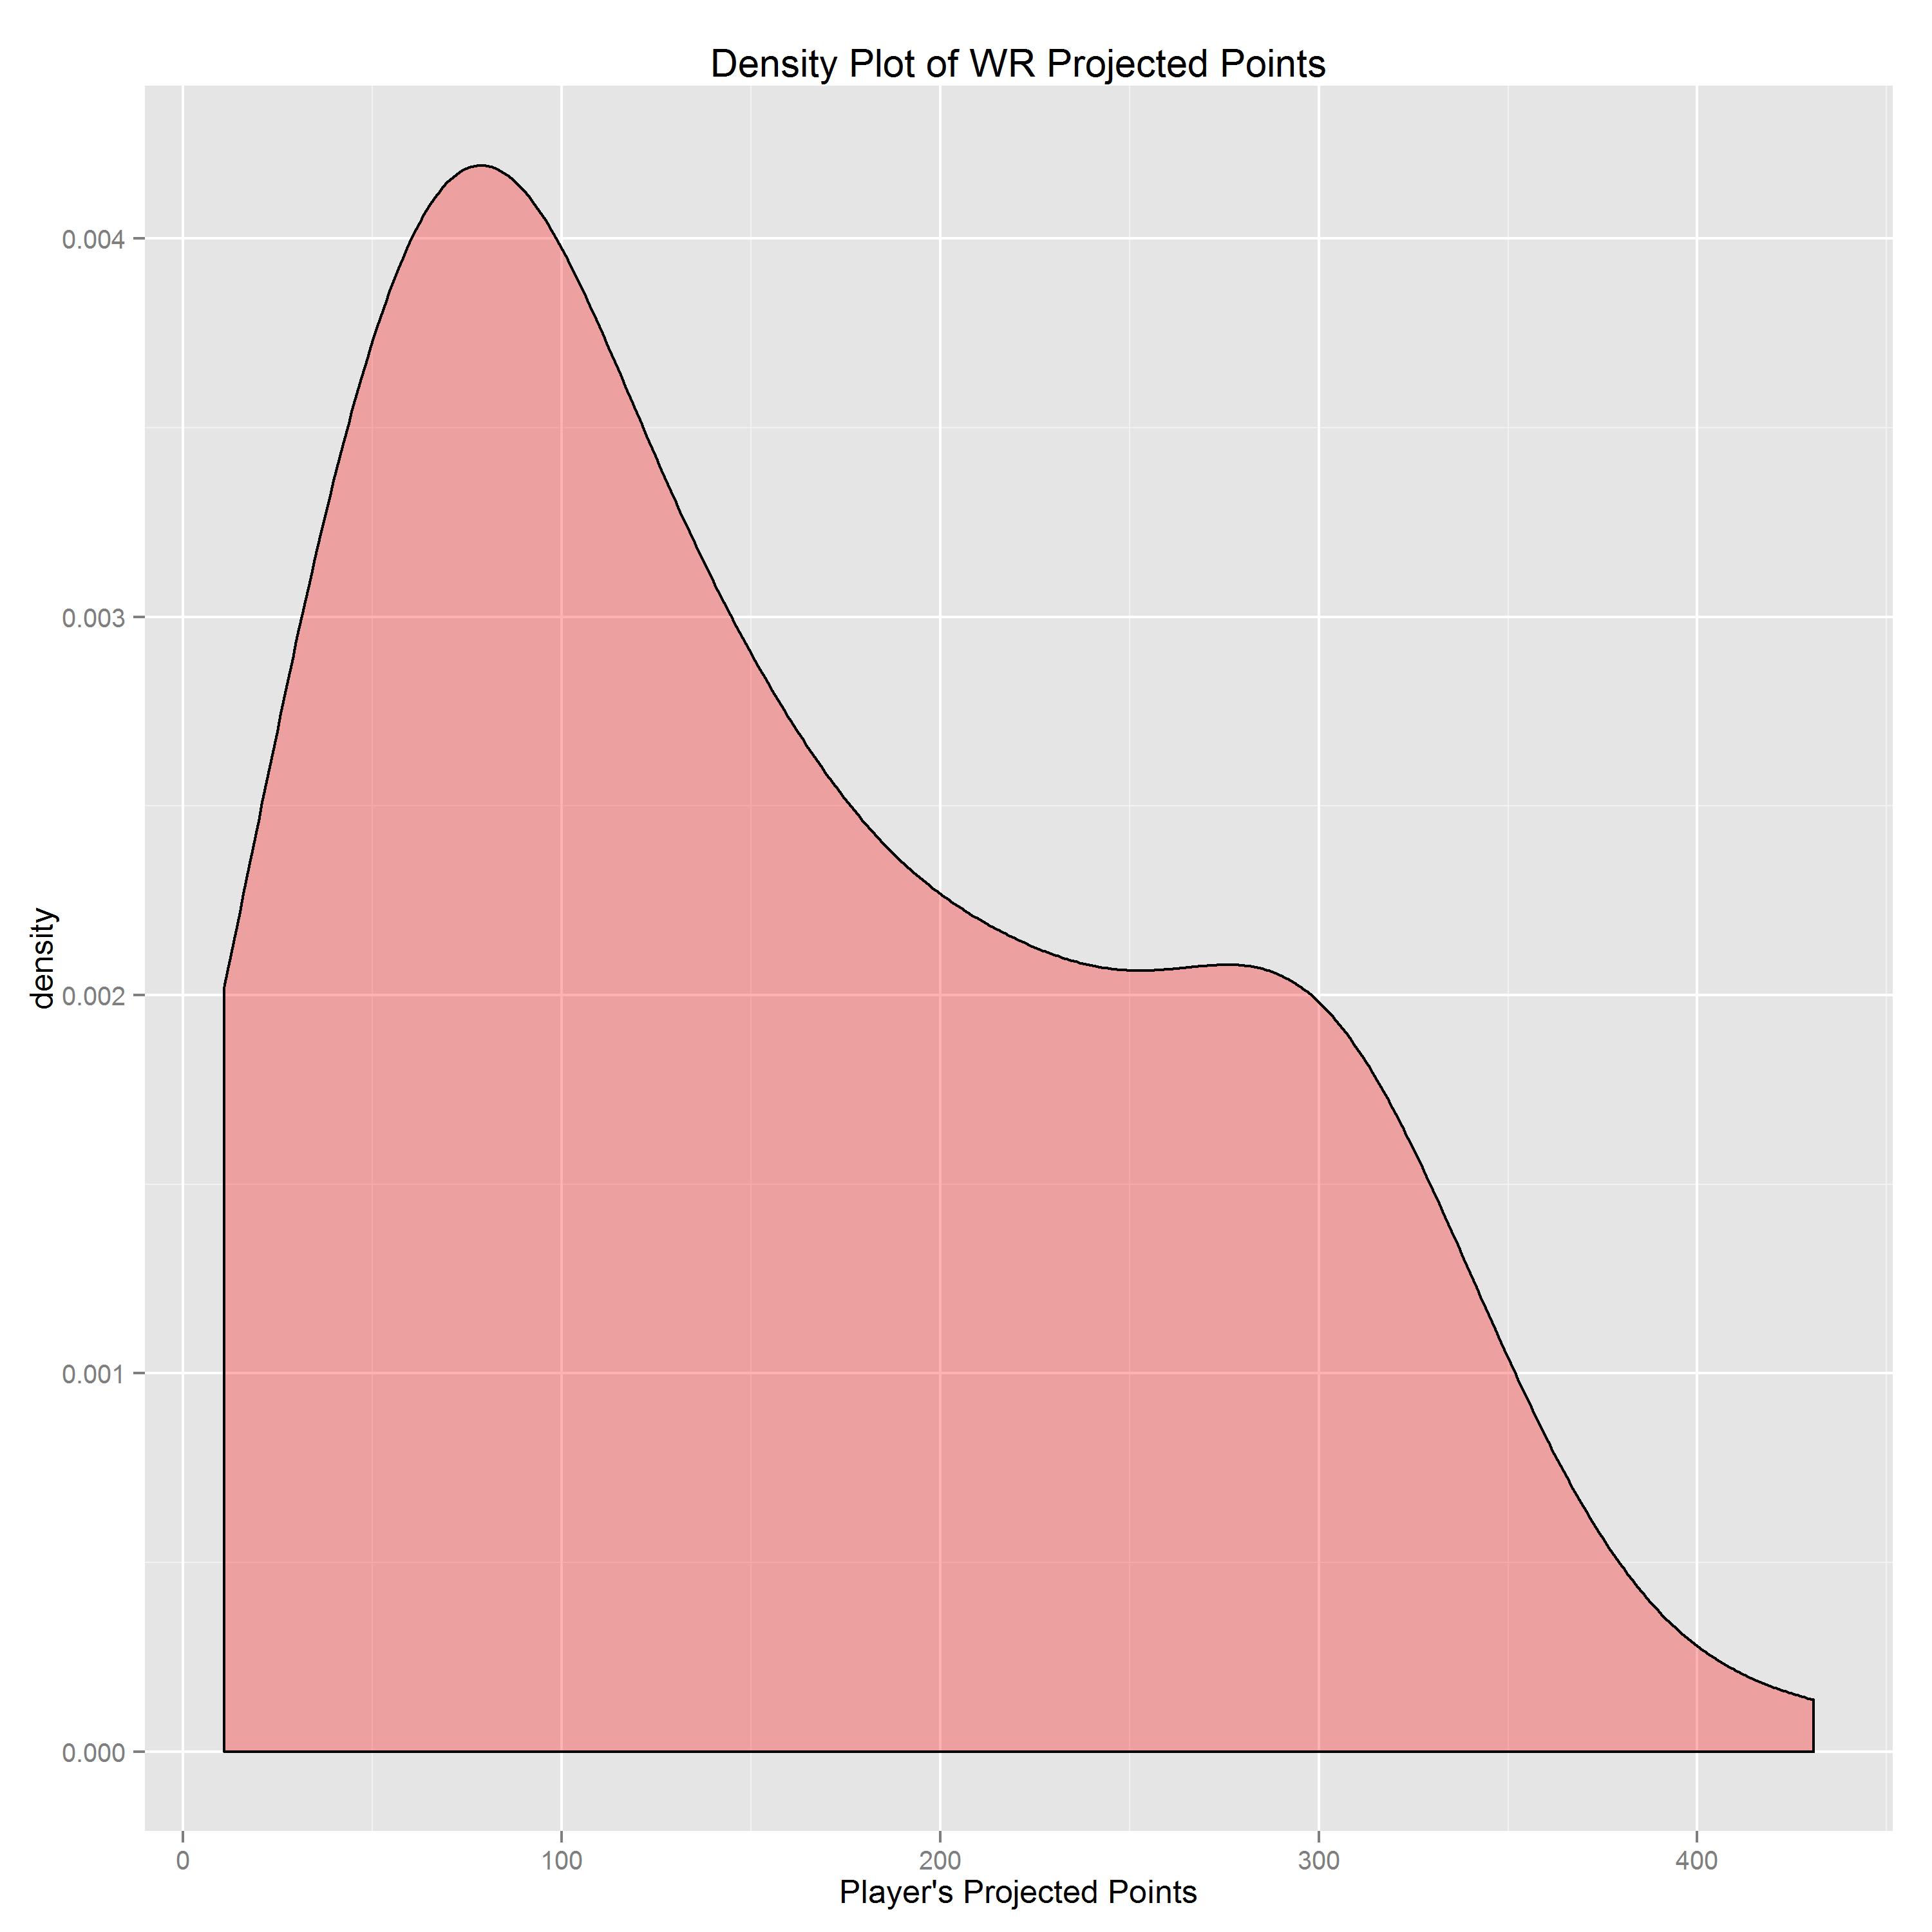 Density Plot of WR Projected Points
density
0.004
0.003
0.002
0.001
0.000
0 100 200 300 400
Player's Projected Points